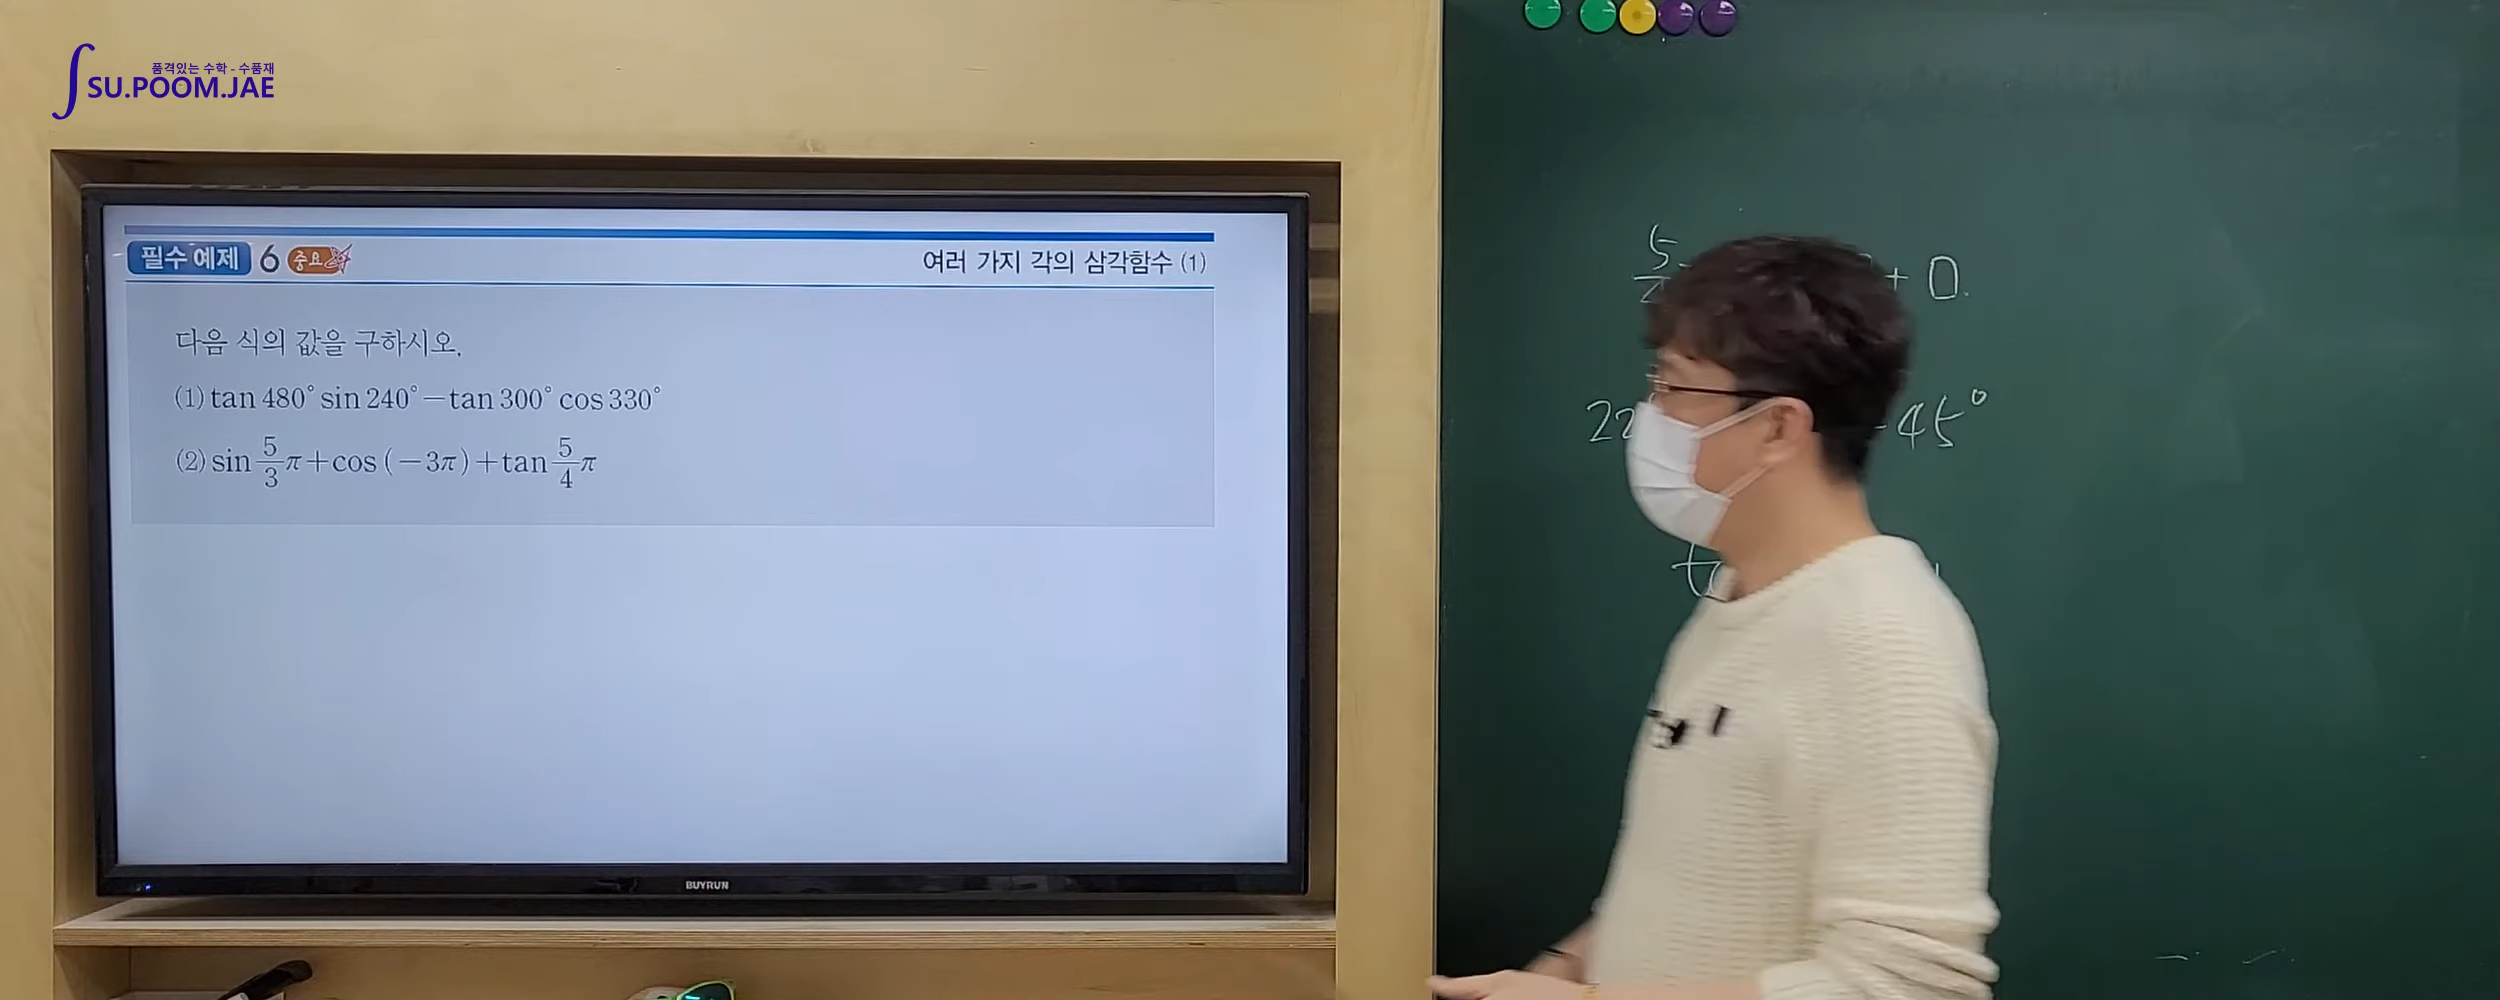 품격있는 수학 - 수품재
SU.POOM.JAE
필수 예제 6 중요
여러 가지 각의 삼각함수 (1)
다음 식의 값을 구하시오.
(1) tan 480° sin 240° − tan 300° cos 330°
(2) sin 5/3 π + cos (−3π) + tan 5/4 π
BUYRUN
5
+ 0.
22
-45°